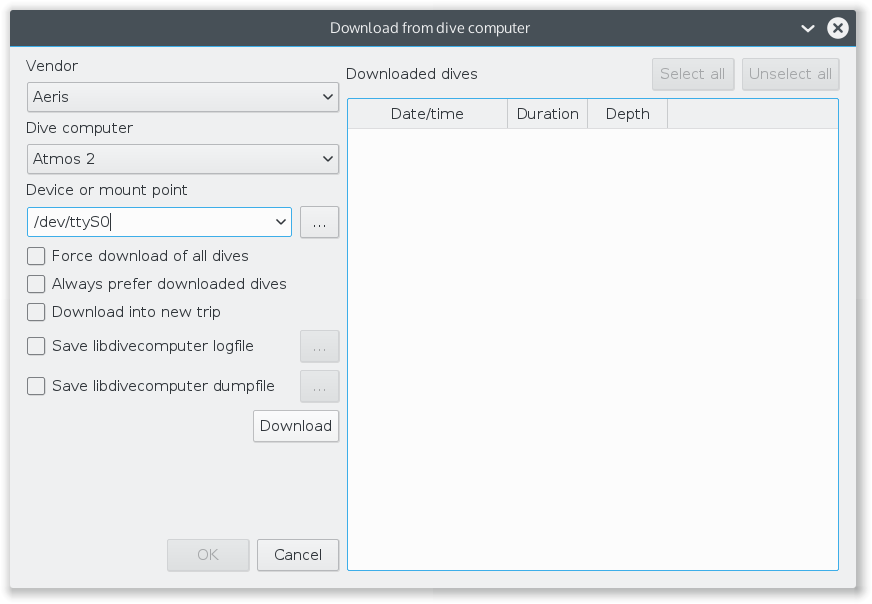 Download from dive computer
Vendor
Aeris
Dive computer
Atmos 2
Device or mount point
/dev/ttyS0
...
Force download of all dives
Always prefer downloaded dives
Download into new trip
Save libdivecomputer logfile
...
Save libdivecomputer dumpfile
...
Download
OK
Cancel
Downloaded dives
Select all
Unselect all
Date/time
Duration
Depth